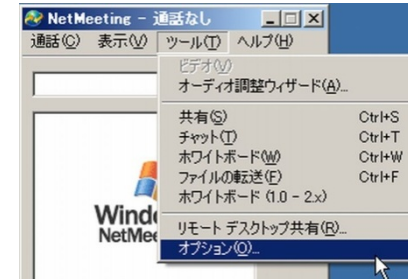 NetMeeting - 通話なし
通話(C) 表示(V) ツール(T) ヘルプ(H)
ビデオ(V)
オーディオ調整ウィザード(A)...
共有(S) Ctrl+S
チャット(T) Ctrl+T
ホワイトボード(W) Ctrl+W
ファイルの転送(F) Ctrl+F
ホワイトボード (1.0 - 2.x)
リモート デスクトップ共有(R)...
オプション(O)...
Wind
NetMee